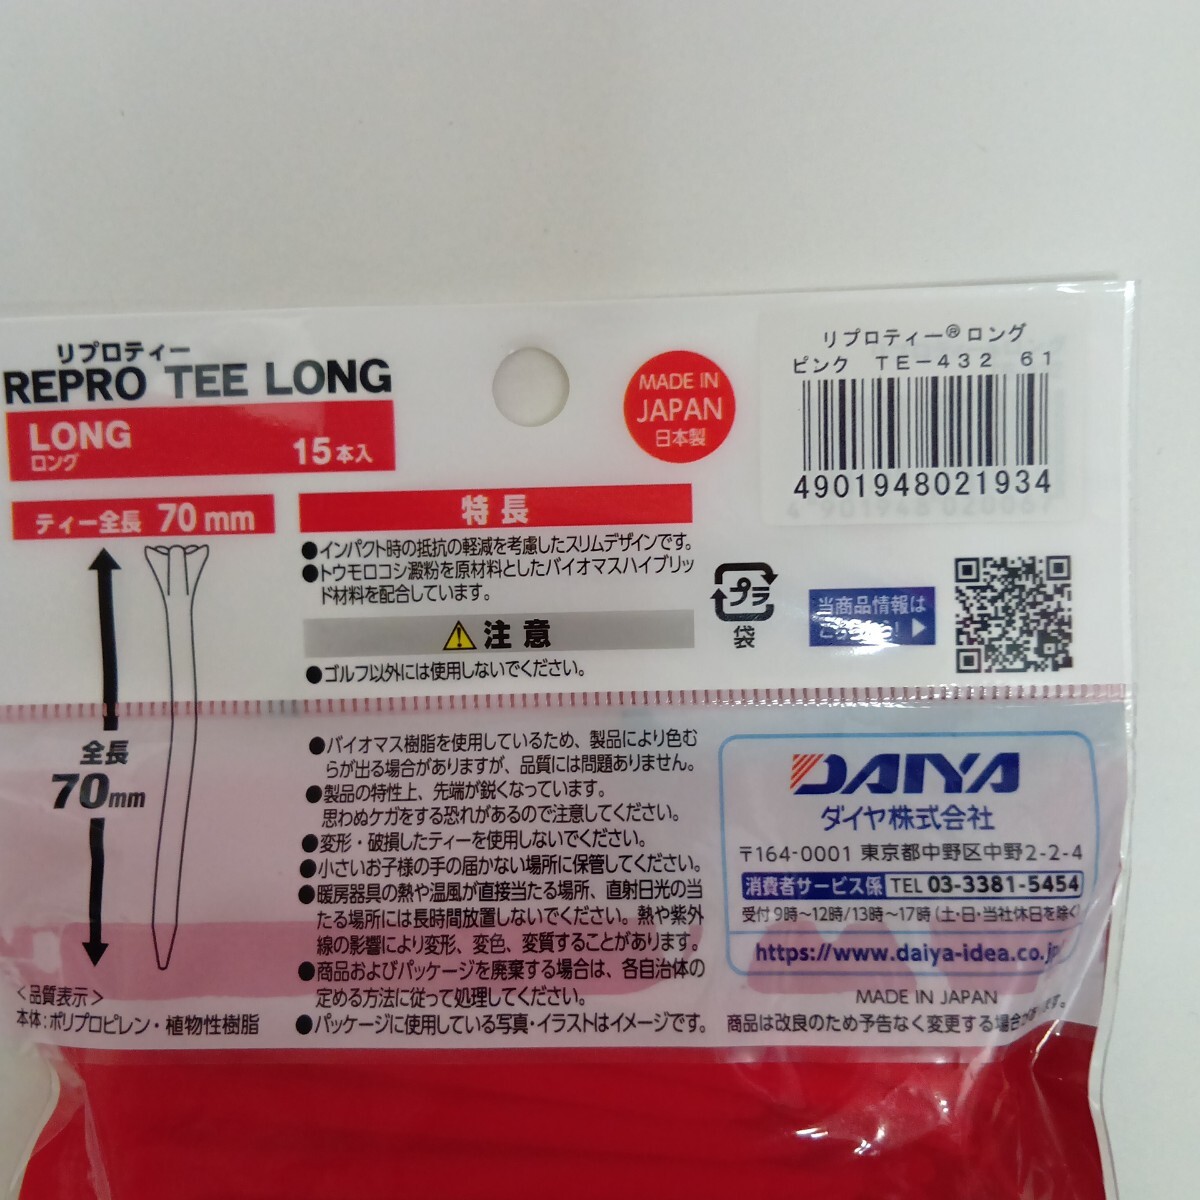 リプロティー
REPRO TEE LONG
LONG
ロング
15本入
MADE IN
JAPAN
日本製
リプロティー®ロング
ピンク TE-432 61
4901948021934
ティー全長 70mm
特長
●インパクト時の抵抗の軽減を考慮したスリムデザインです。
●トウモロコシ澱粉を原材料としたバイオマスハイブリッ
ド材料を配合しています。
注意
●ゴルフ以外には使用しないでください。
プラ
袋
当商品情報は
全長
70mm
●バイオマス樹脂を使用しているため、製品により色む
らが出る場合がありますが、品質には問題ありません。
●製品の特性上、先端が鋭くなっています。
思わぬケガをする恐れがあるので注意してください。
●変形・破損したティーを使用しないでください。
●小さいお子様の手の届かない場所に保管してください。
●暖房器具の熱や温風が直接当たる場所、直射日光の当
たる場所には長時間放置しないでください。熱や紫外
線の影響により変形、変色、変質することがあります。
●商品およびパッケージを廃棄する場合は、各自治体の
定める方法に従って処理してください。
●パッケージに使用している写真・イラストはイメージです。
<品質表示>
本体:ポリプロピレン・植物性樹脂
DAIYA
ダイヤ株式会社
〒164-0001 東京都中野区中野2-2-4
消費者サービス係 TEL 03-3381-5454
受付 9時〜12時/13時〜17時 (土・日・当社休日を除く)
https://www.daiya-idea.co.jp/
MADE IN JAPAN
商品は改良のため予告なく変更する場合